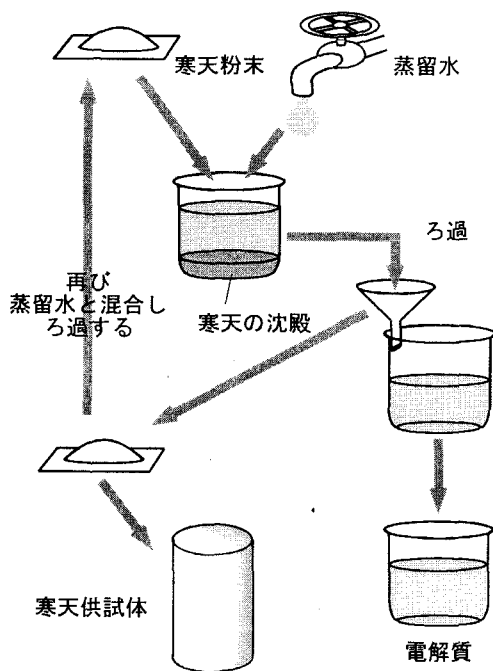 寒天粉末
蒸留水
ろ過
再び
蒸留水と混合し
ろ過する
寒天の沈殿
寒天供試体
電解質